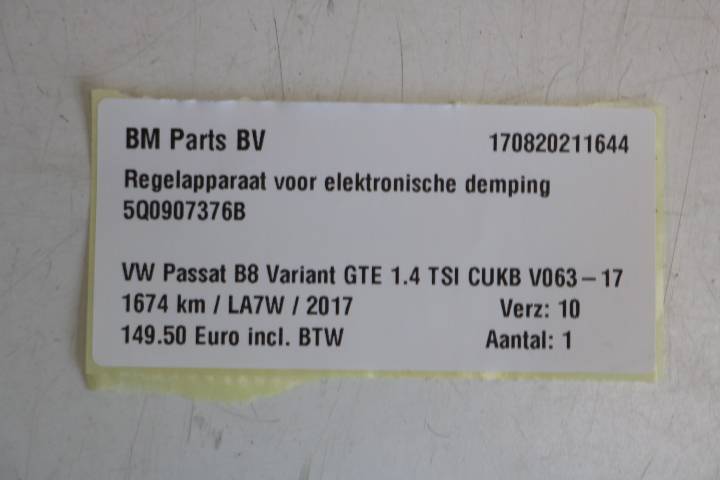 BM Parts BV 170820211644
Regelapparaat voor elektronische demping
5Q0907376B
VW Passat B8 Variant GTE 1.4 TSI CUKB V063-17
1674 km / LA7W / 2017 Verz: 10
149.50 Euro incl. BTW Aantal: 1